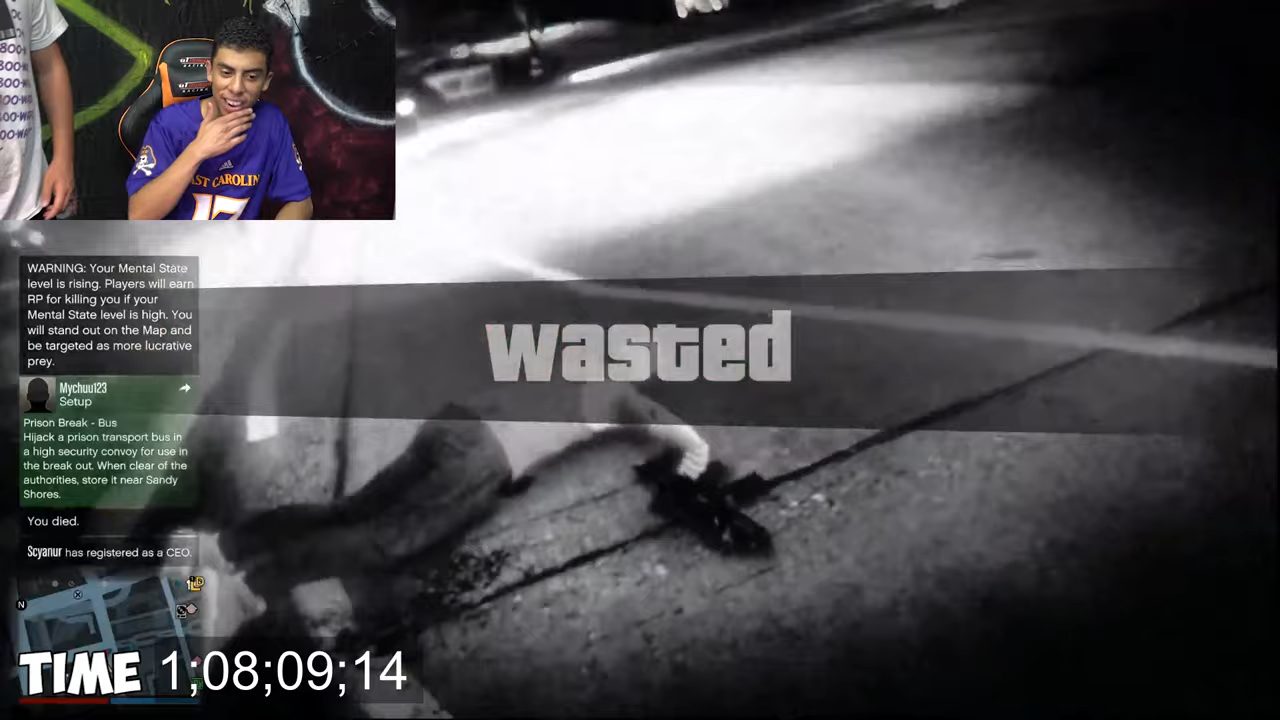 AST CAROLIN
17
WARNING: Your Mental State
level is rising. Players will earn
RP for killing you if your
Mental State level is high. You
will stand out on the Map and
be targeted as more lucrative
prey.
Mychuu123
Setup
Prison Break - Bus
Hijack a prison transport bus in
a high security convoy for use in
the break out. When clear of the
authorities, store it near Sandy
Shores.
You died.
Scyanur has registered as a CEO.
wasted
N
TIME 1;08;09;14